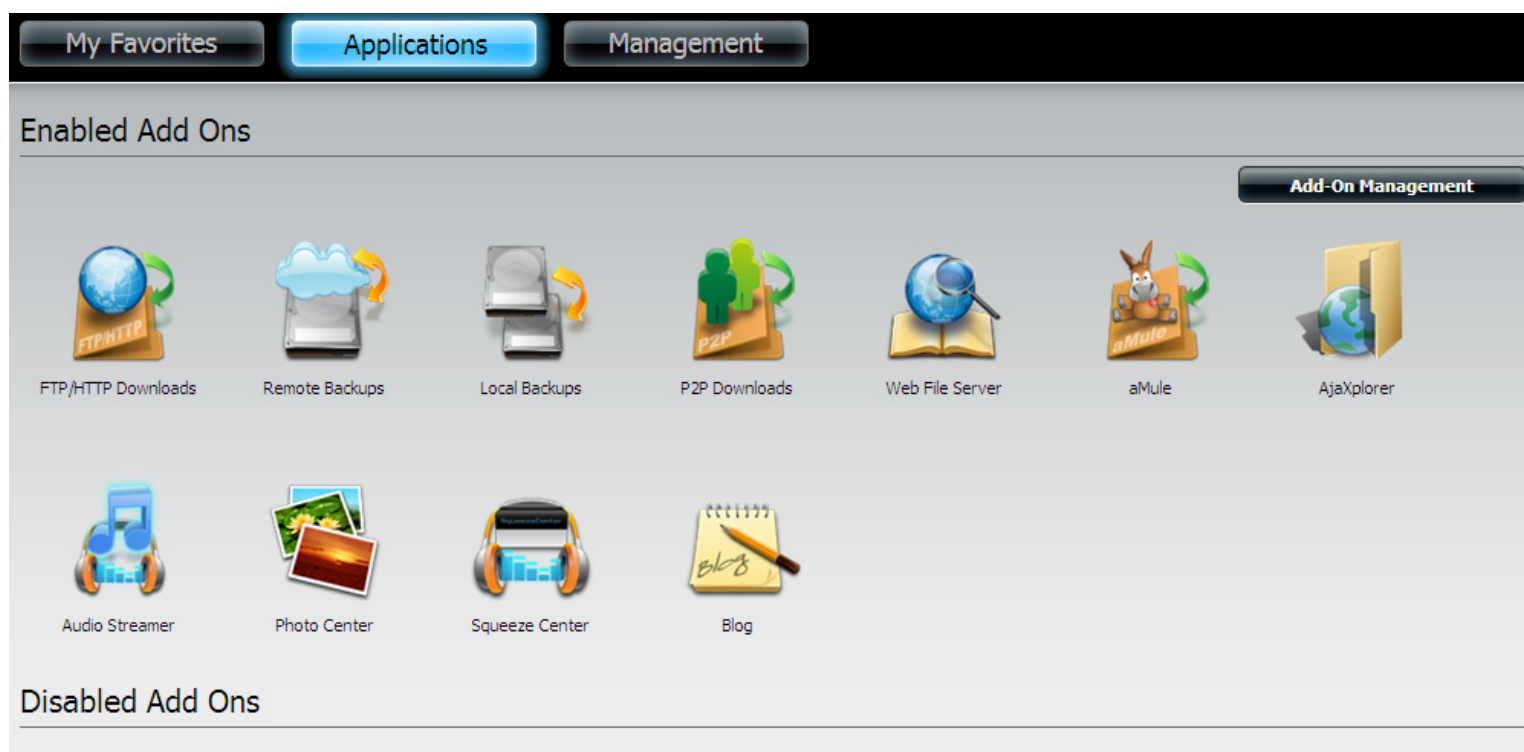 My Favorites Applications Management
Enabled Add Ons
Add-On Management
FTP/HTTP
P2P
aMule
FTP/HTTP Downloads Remote Backups Local Backups P2P Downloads Web File Server aMule AjaXplorer
SqueezeCenter
Blog
Audio Streamer Photo Center Squeeze Center Blog
Disabled Add Ons